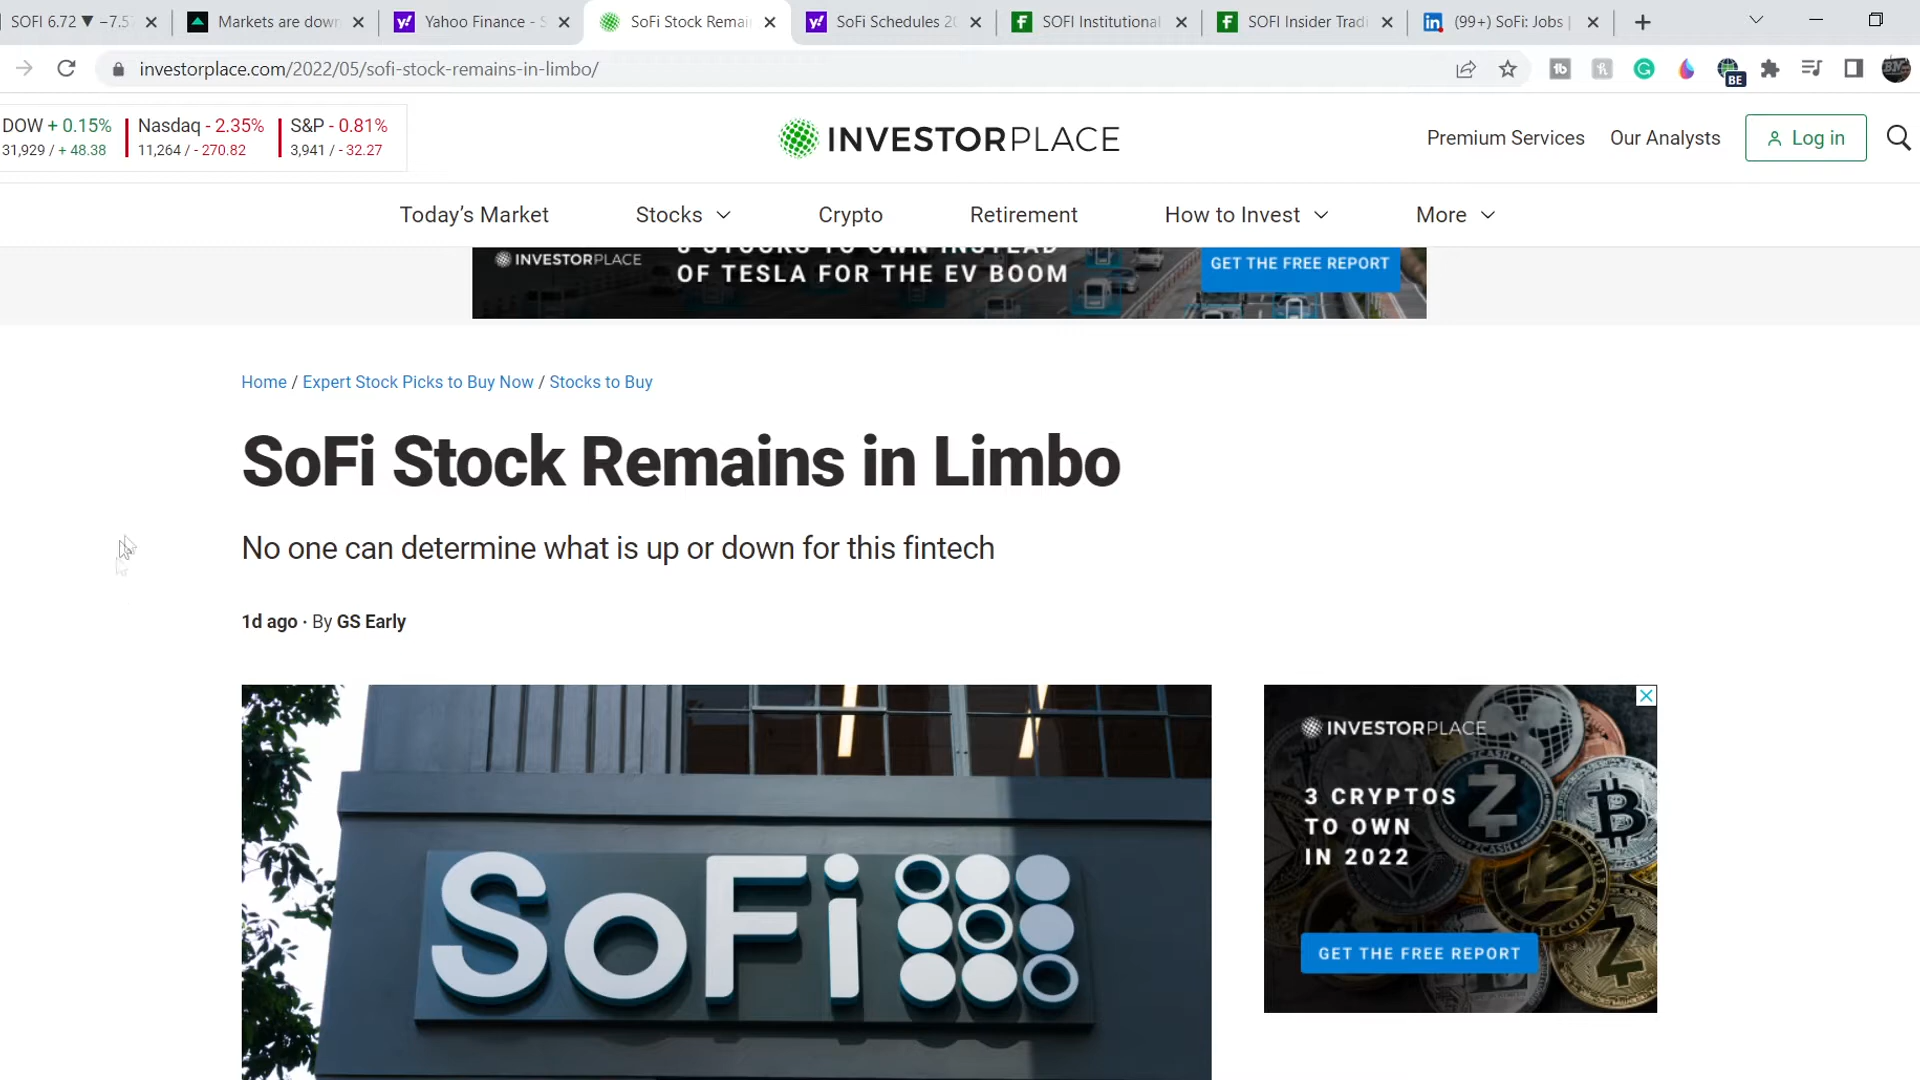 SOFI 6.72 ▼ −7.5
Markets are down
Yahoo Finance - S
SoFi Stock Remai
SoFi Schedules 20
SOFI Institutional
SOFI Insider Tradi
(99+) SoFi: Jobs |
investorplace.com/2022/05/sofi-stock-remains-in-limbo/
BE
DOW + 0.15%
31,929 / + 48.38
Nasdaq - 2.35%
11,264 / - 270.82
S&P - 0.81%
3,941 / - 32.27
INVESTORPLACE
Premium Services
Our Analysts
Log in
Today's Market
Stocks
Crypto
Retirement
How to Invest
More
INVESTORPLACE
STOCKS TO OWN INSTEAD
OF TESLA FOR THE EV BOOM
GET THE FREE REPORT
Home / Expert Stock Picks to Buy Now / Stocks to Buy
SoFi Stock Remains in Limbo
No one can determine what is up or down for this fintech
1d ago · By GS Early
SoFi
INVESTORPLACE
3 CRYPTOS
TO OWN
IN 2022
GET THE FREE REPORT